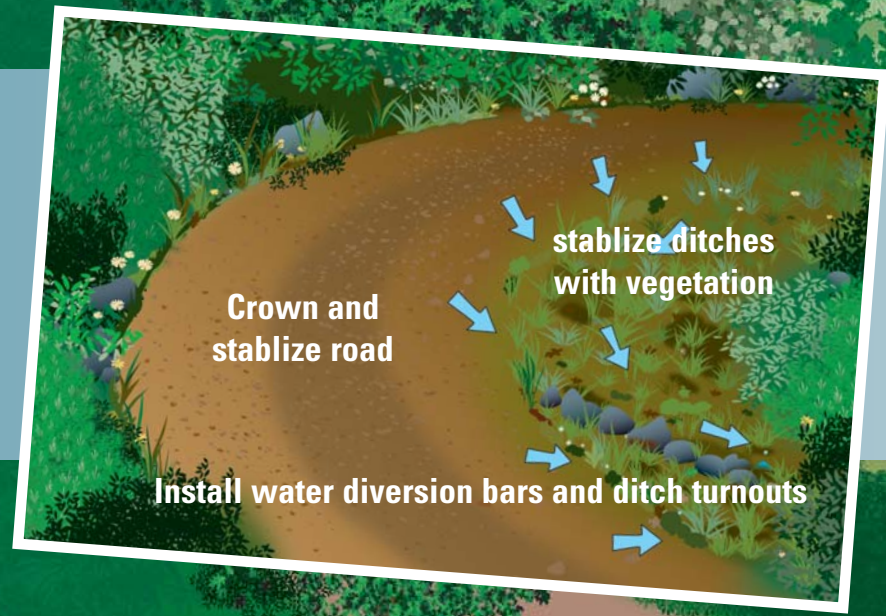 stablize ditches
with vegetation
Crown and
stablize road
Install water diversion bars and ditch turnouts